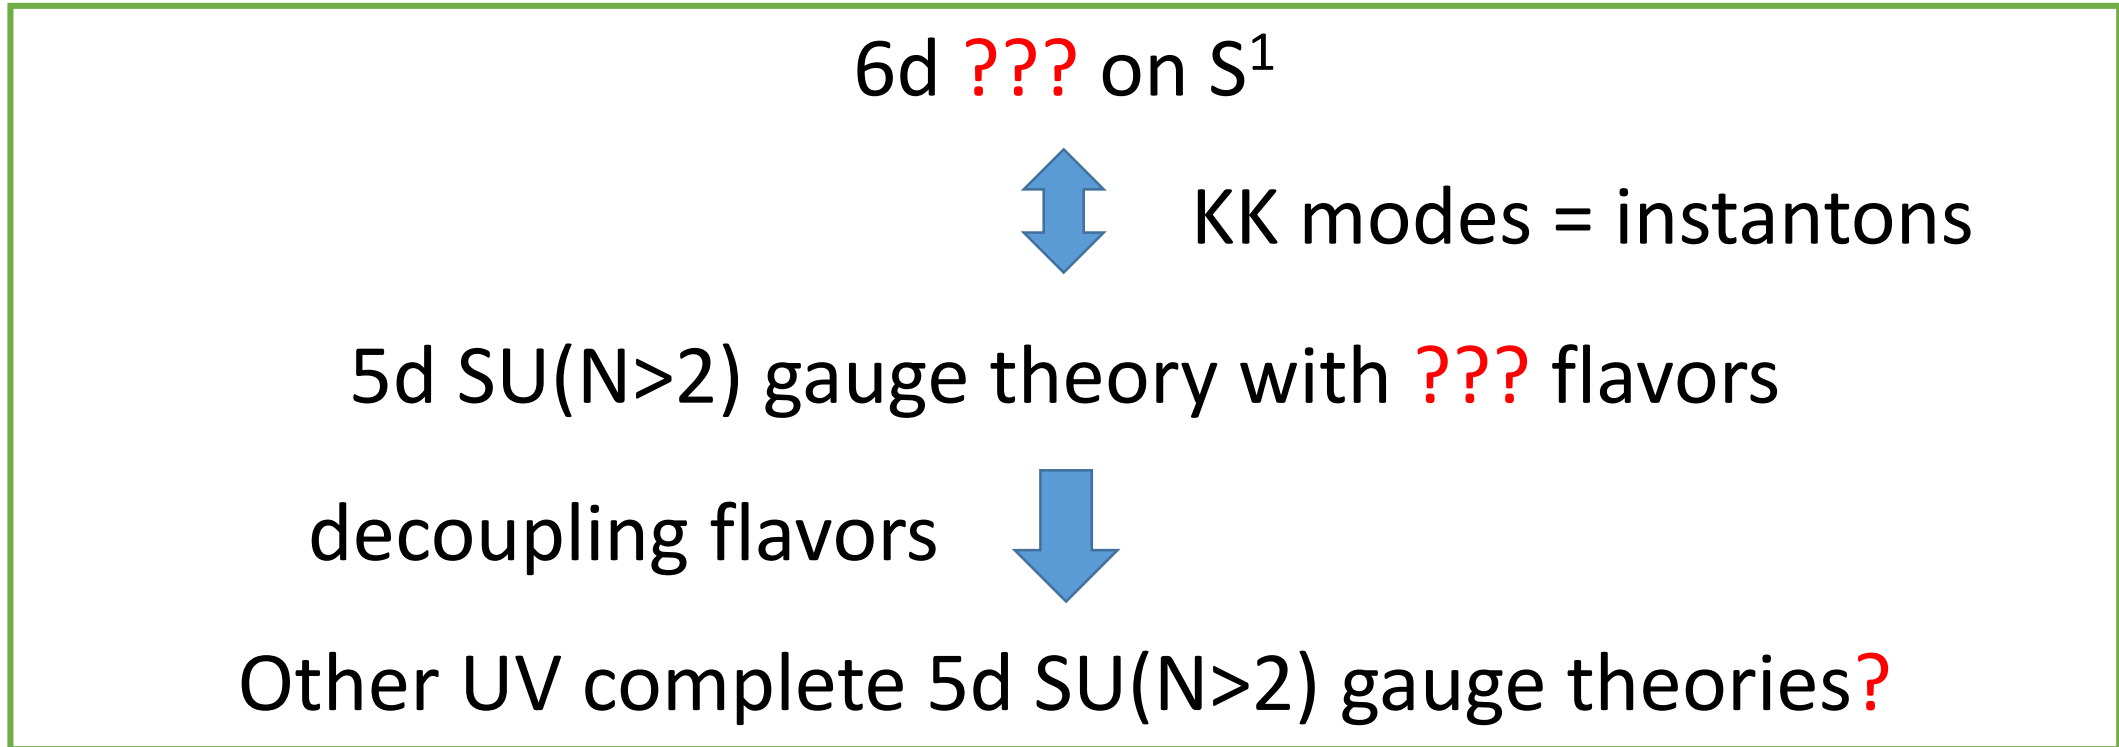 6d ??? on S¹
KK modes = instantons
5d SU(N>2) gauge theory with ??? flavors
decoupling flavors
Other UV complete 5d SU(N>2) gauge theories?